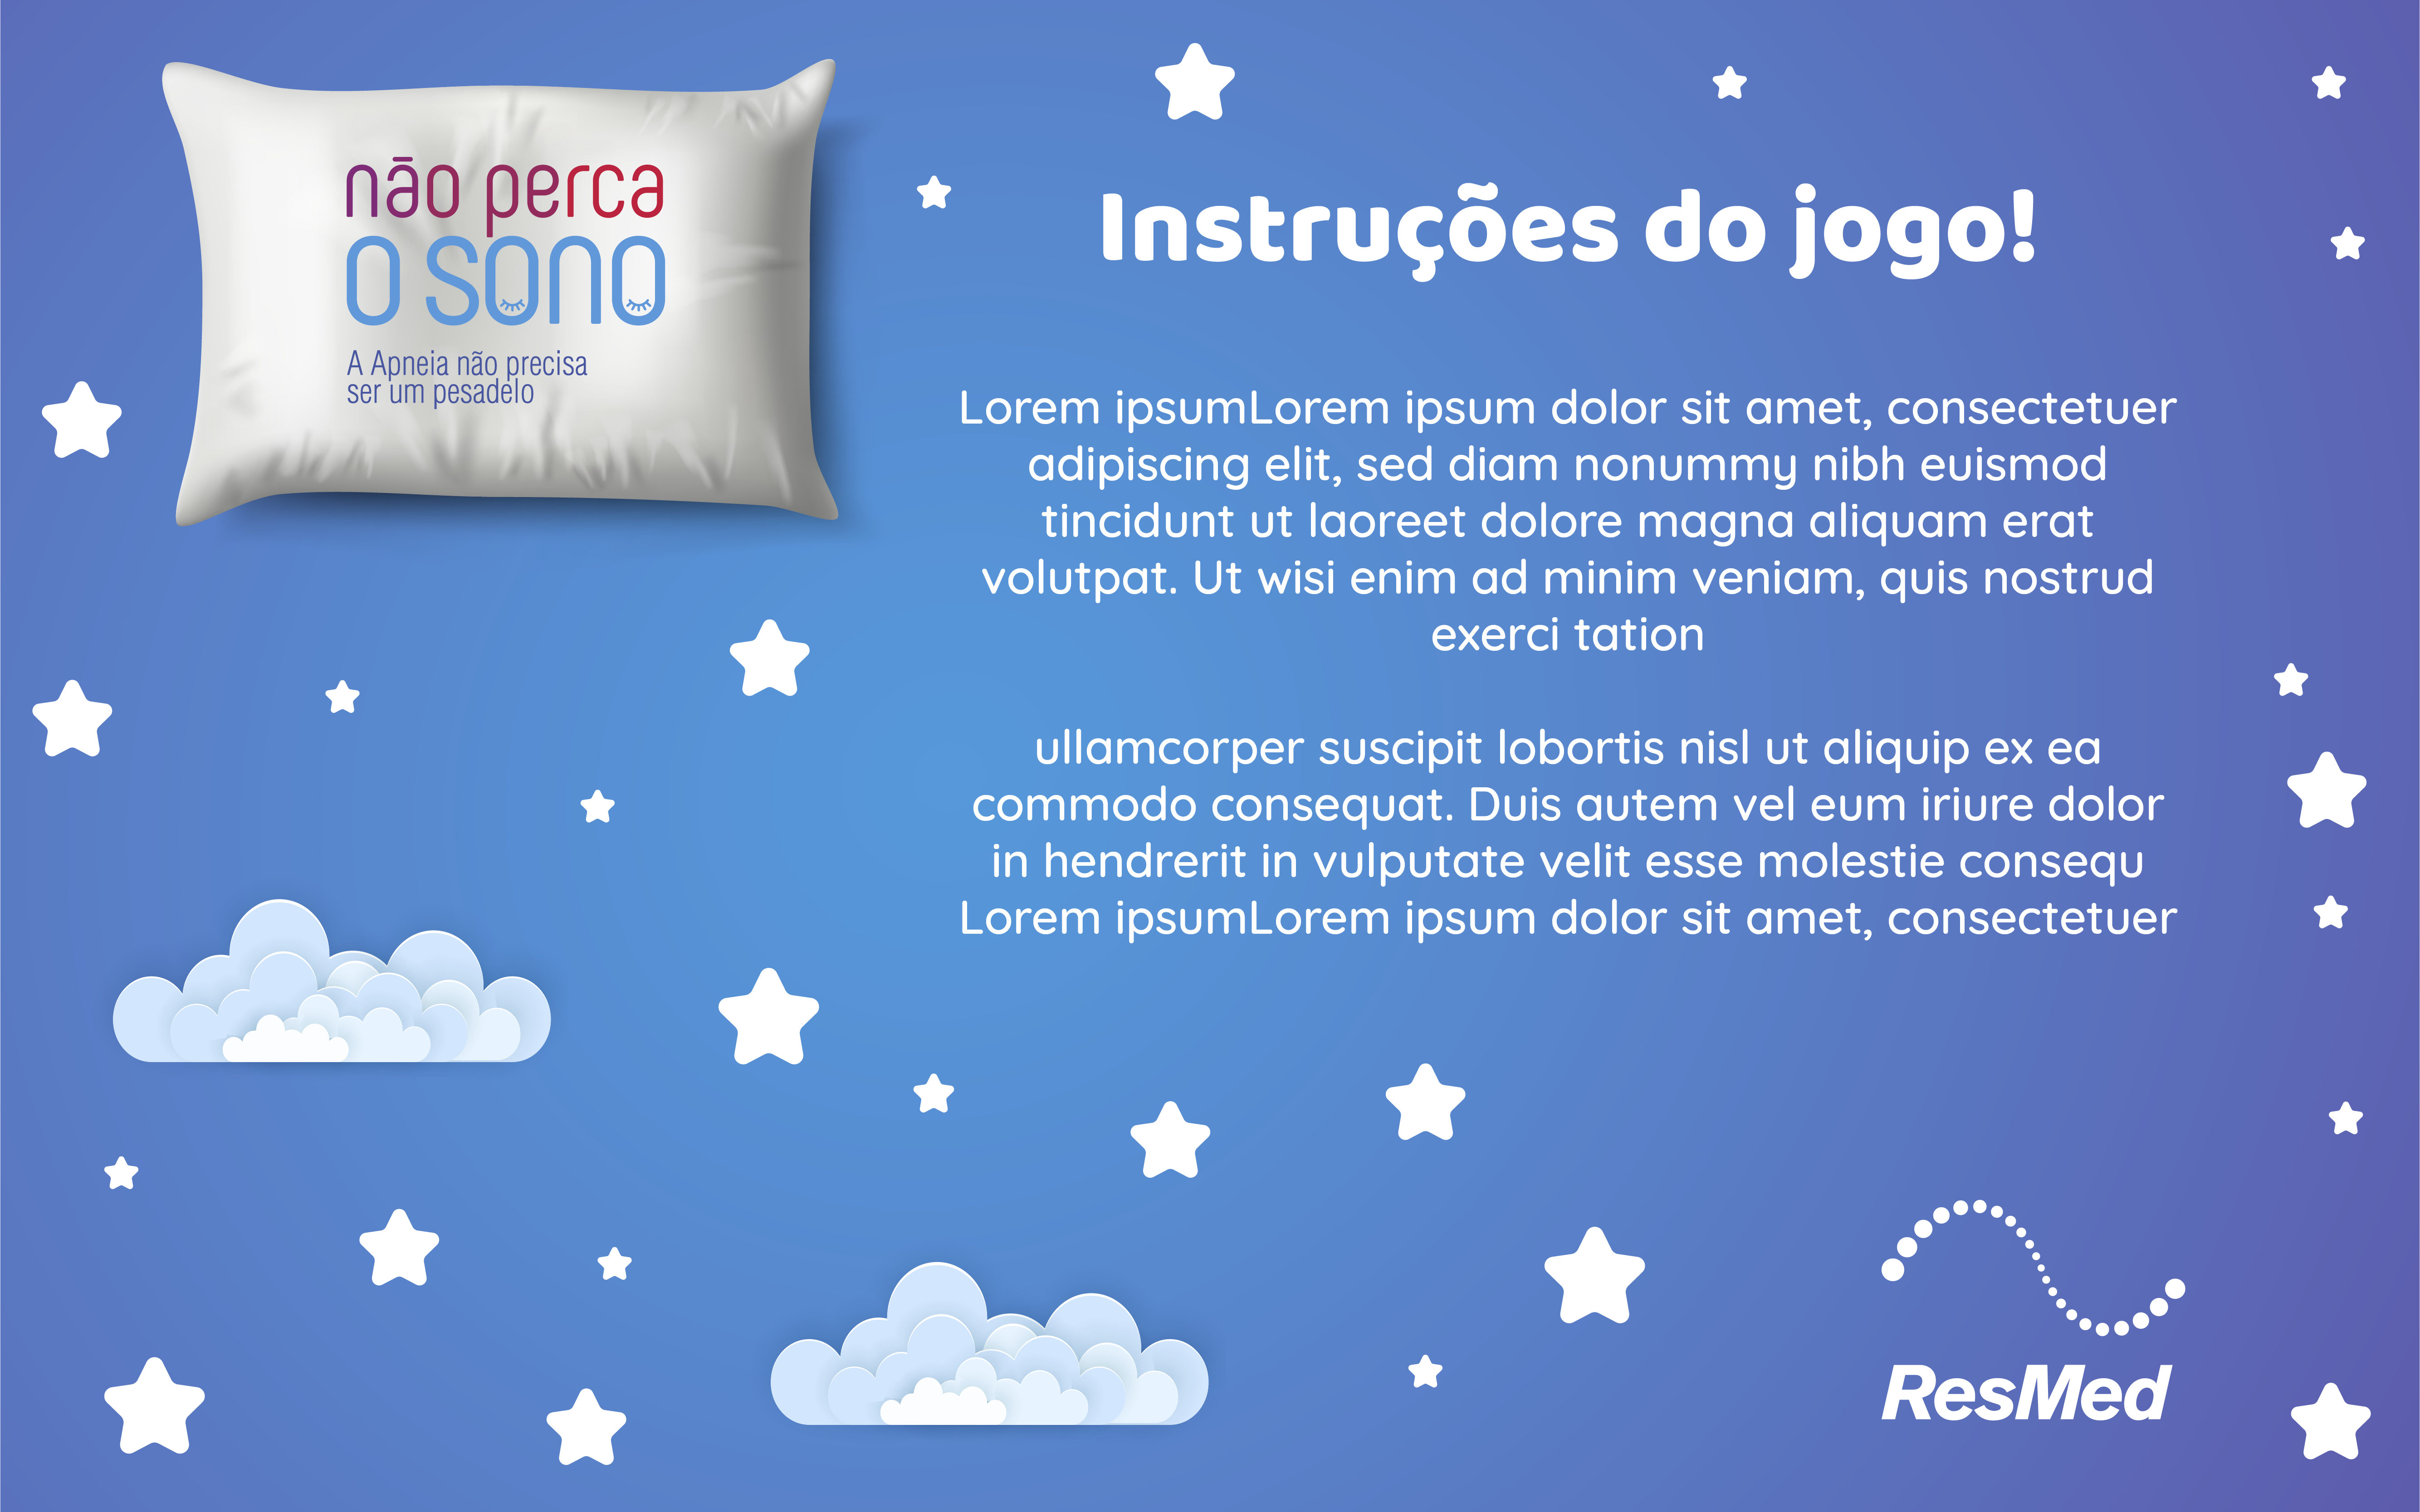 não perca
o sono
A Apneia não precisa
ser um pesadelo
Instruções do jogo!
Lorem ipsumLorem ipsum dolor sit amet, consectetuer
adipiscing elit, sed diam nonummy nibh euismod
tincidunt ut laoreet dolore magna aliquam erat
volutpat. Ut wisi enim ad minim veniam, quis nostrud
exerci tation
ullamcorper suscipit lobortis nisl ut aliquip ex ea
commodo consequat. Duis autem vel eum iriure dolor
in hendrerit in vulputate velit esse molestie consequ
Lorem ipsumLorem ipsum dolor sit amet, consectetuer
ResMed